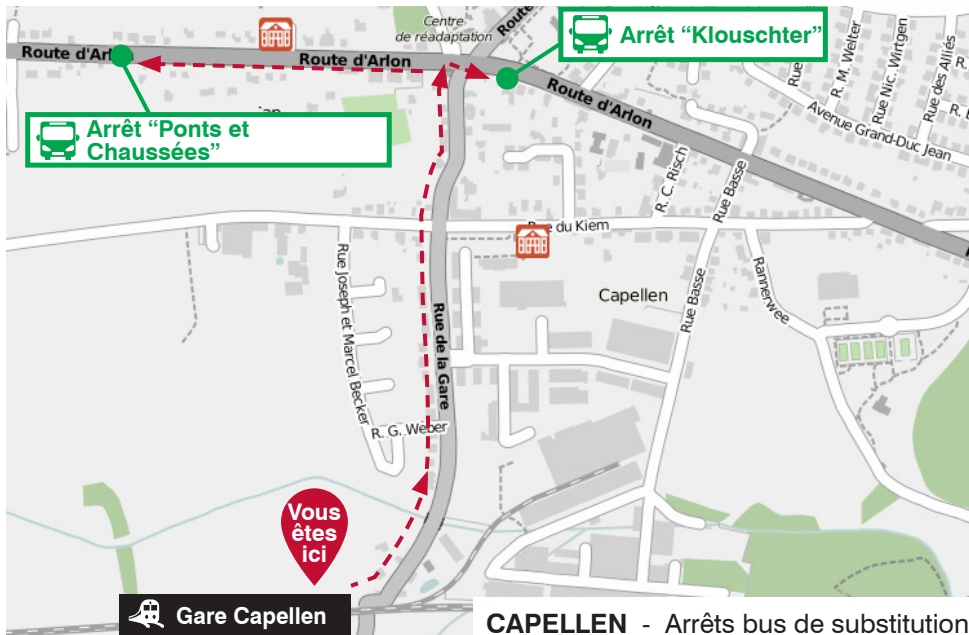 Centre
de réadaptation
Route
Arrêt “Klouschter”
Route d'Arl
Route d'Arlon
Route d'Arlon
Arrêt “Ponts et
Chaussées”
R. M. Welter
Rue Nic. Wirtgen
Rue des Alliés
Rue
R.
R.
Avenue Grand-Duc Jean
R. C. Risch
Rue Basse
Rue du Kiem
Rue Joseph et Marcel Becker
Rue de la Gare
Capellen
Rue Basse
Rannerwee
R. G. Weber
Vous
êtes
ici
Gare Capellen
CAPELLEN - Arrêts bus de substitution